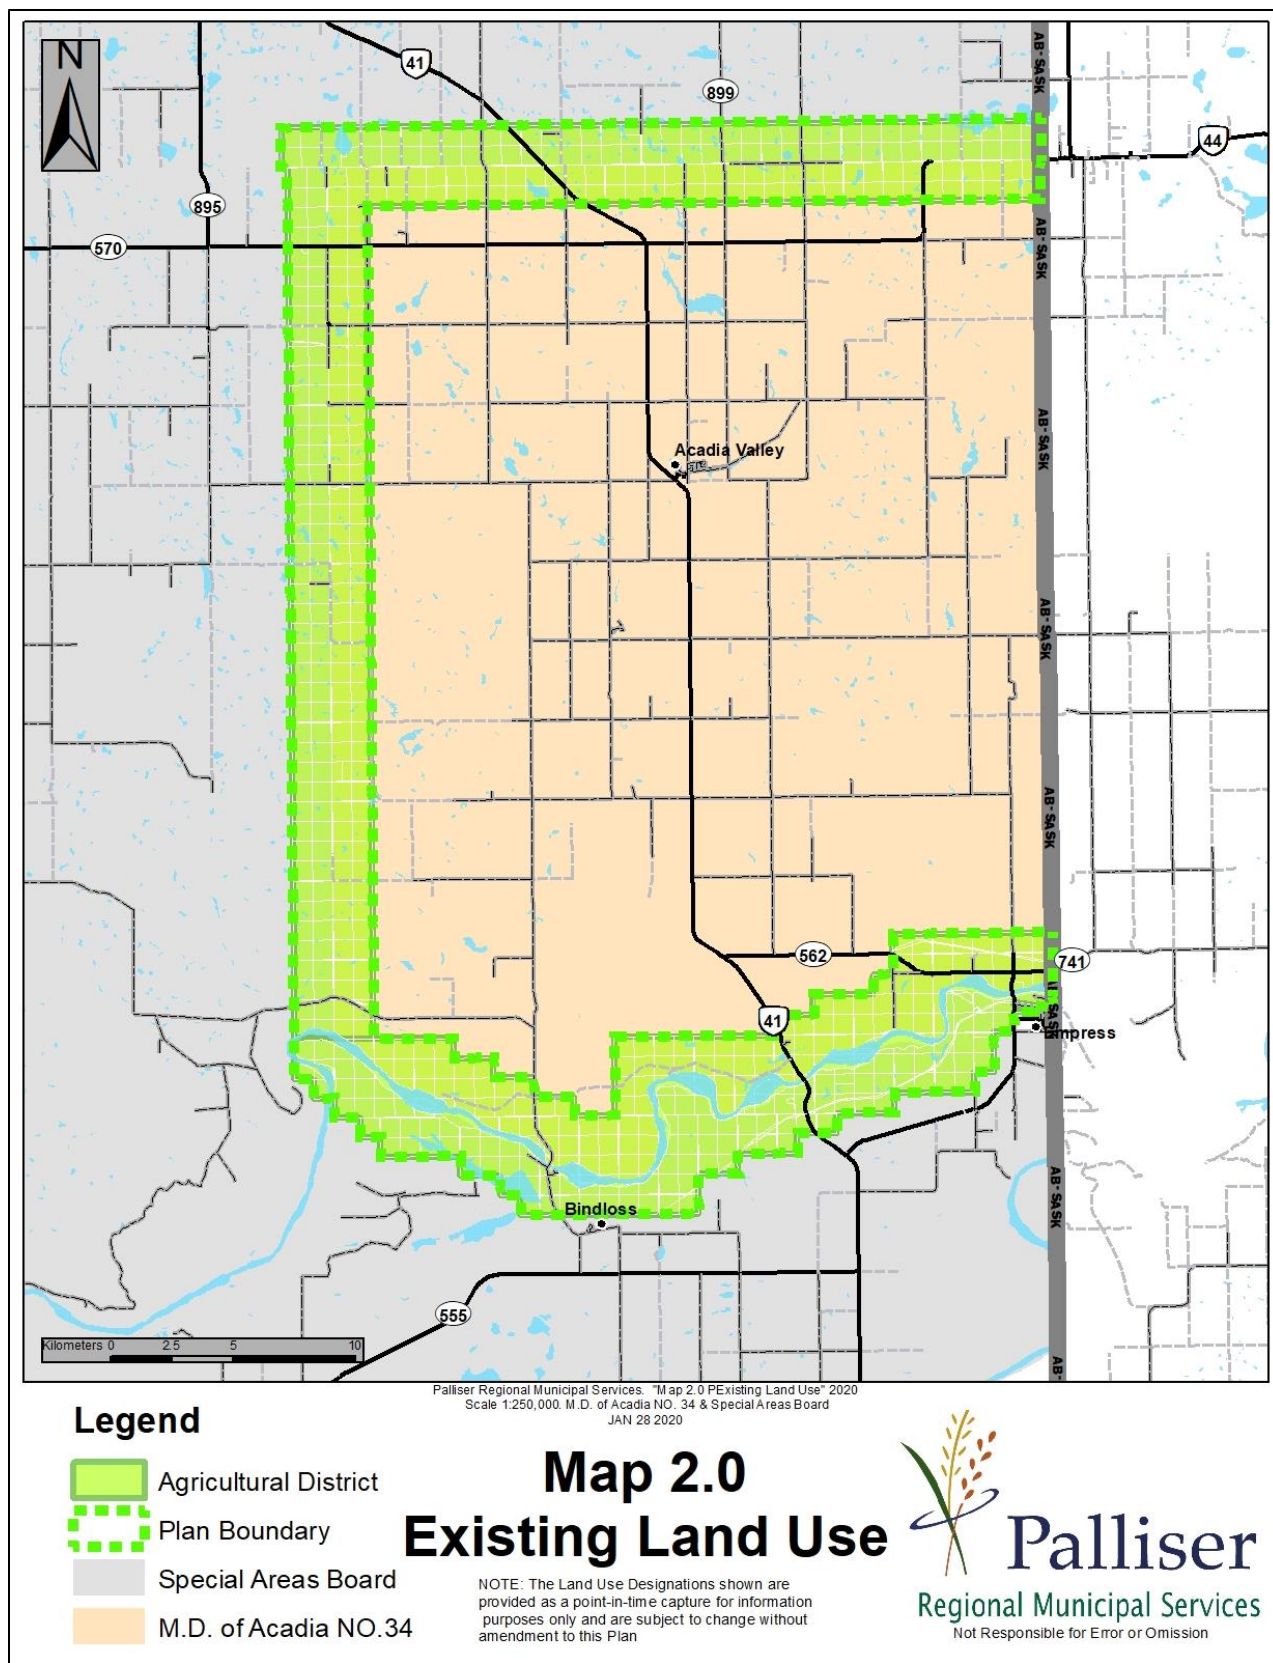 N
41
899
AB-SASK
44
895
AB-SASK
570
AB-SASK
Acadia Valley
AB-SASK
AB-SASK
562
741
41
SASK
Empress
AB-SASK
Bindloss
555
Kilometers 0 2.5 5 10
AB-
Palliser Regional Municipal Services. "Map 2.0 PExisting Land Use" 2020
Scale 1:250,000. M.D. of Acadia NO. 34 & Special Areas Board
JAN 28 2020
Legend
Agricultural District
Plan Boundary
Special Areas Board
M.D. of Acadia NO.34
Map 2.0
Existing Land Use
NOTE: The Land Use Designations shown are
provided as a point-in-time capture for information
purposes only and are subject to change without
amendment to this Plan
Palliser
Regional Municipal Services
Not Responsible for Error or Omission